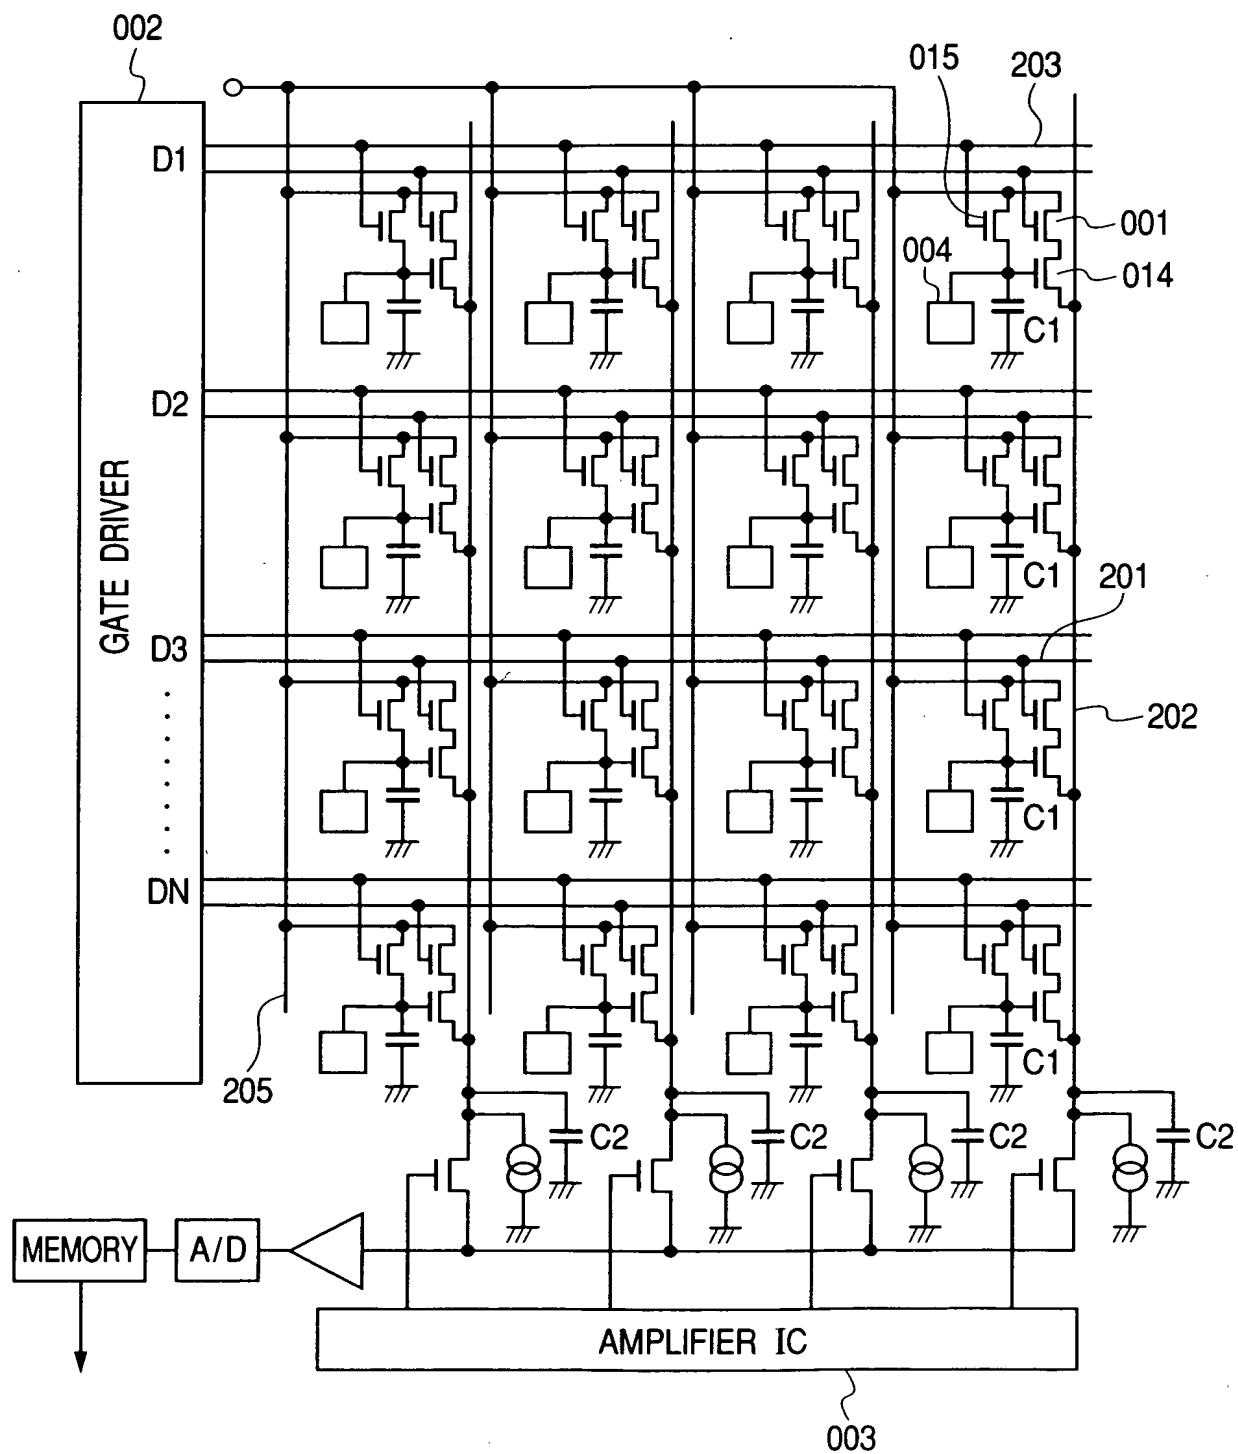 002
015
203
D1
001
004
014
C1
D2
C1
201
GATE DRIVER
D3
202
C1
DN
205
C1
C2
C2
C2
C2
MEMORY
A/D
AMPLIFIER IC
003